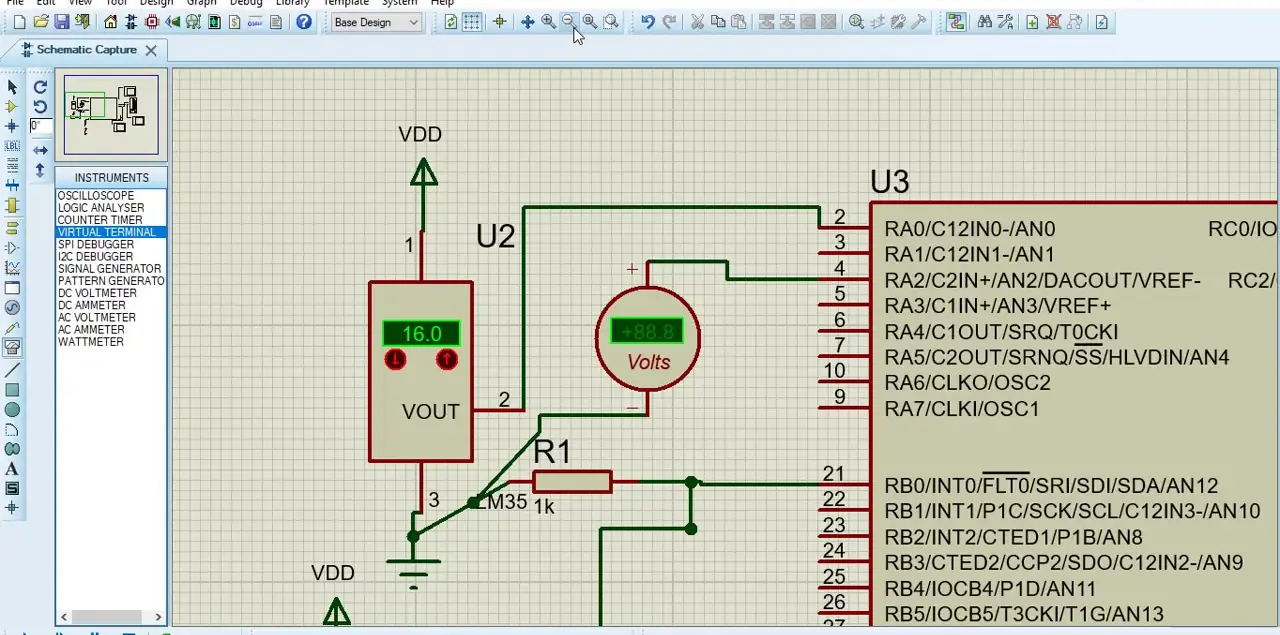 File Edit View Tool Design Graph Debug Library Template System Help
Base Design
Schematic Capture
0°
LBL
A
S
INSTRUMENTS
OSCILLOSCOPE
LOGIC ANALYSER
COUNTER TIMER
VIRTUAL TERMINAL
SPI DEBUGGER
I2C DEBUGGER
SIGNAL GENERATOR
PATTERN GENERATO
DC VOLTMETER
DC AMMETER
AC VOLTMETER
AC AMMETER
WATTMETER
VDD
1
U2
16.0
VOUT
2
3
LM35
VDD
+
+88.8
Volts
−
R1
1k
U3
2
RA0/C12IN0-/AN0
RC0/IO
3
RA1/C12IN1-/AN1
4
RA2/C2IN+/AN2/DACOUT/VREF-
RC2/
5
RA3/C1IN+/AN3/VREF+
6
RA4/C1OUT/SRQ/T0CKI
7
RA5/C2OUT/SRNQ/SS/HLVDIN/AN4
10
RA6/CLKO/OSC2
9
RA7/CLKI/OSC1
21
RB0/INT0/FLT0/SRI/SDI/SDA/AN12
22
RB1/INT1/P1C/SCK/SCL/C12IN3-/AN10
23
RB2/INT2/CTED1/P1B/AN8
24
RB3/CTED2/CCP2/SDO/C12IN2-/AN9
25
RB4/IOCB4/P1D/AN11
26
RB5/IOCB5/T3CKI/T1G/AN13
27